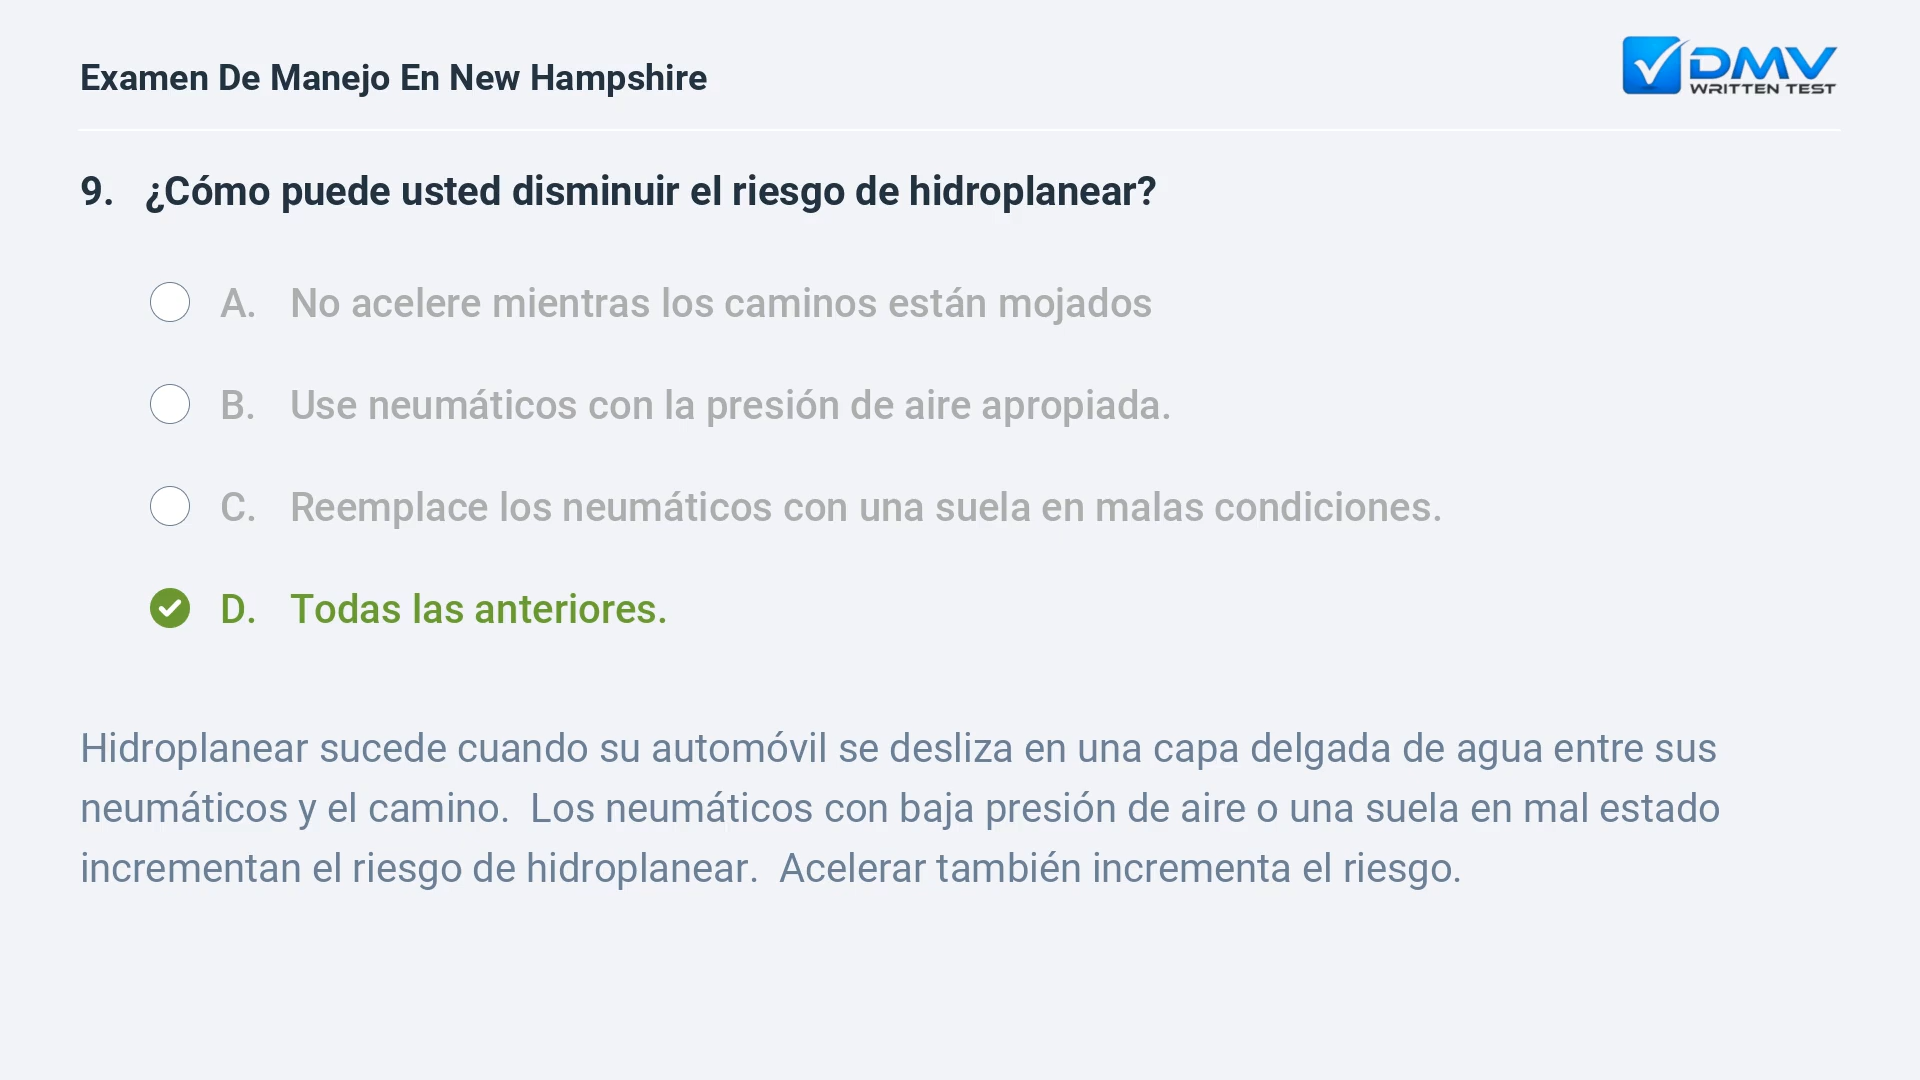 Examen De Manejo En New Hampshire
DMV
WRITTEN TEST
9. ¿Cómo puede usted disminuir el riesgo de hidroplanear?
A. No acelere mientras los caminos están mojados
B. Use neumáticos con la presión de aire apropiada.
C. Reemplace los neumáticos con una suela en malas condiciones.
D. Todas las anteriores.
Hidroplanear sucede cuando su automóvil se desliza en una capa delgada de agua entre sus
neumáticos y el camino. Los neumáticos con baja presión de aire o una suela en mal estado
incrementan el riesgo de hidroplanear. Acelerar también incrementa el riesgo.